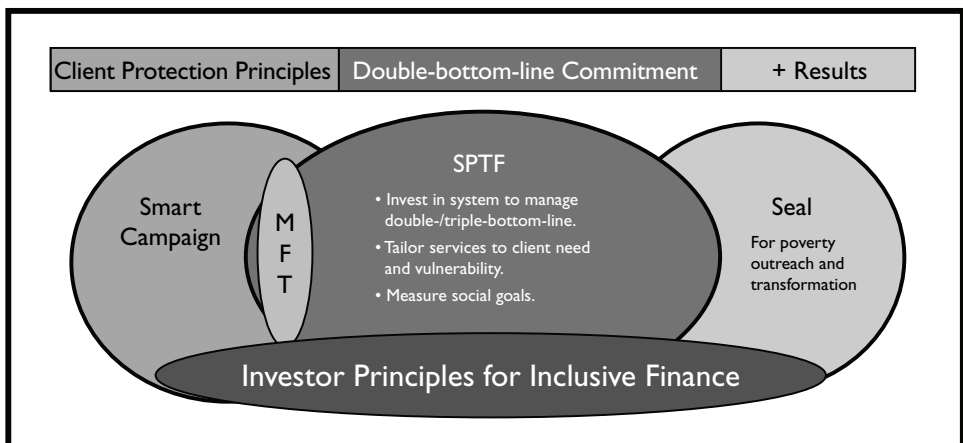 Client Protection Principles
Double-bottom-line Commitment
+ Results
Smart
Campaign
M
F
T
SPTF
• Invest in system to manage
double-/triple-bottom-line.
• Tailor services to client need
and vulnerability.
• Measure social goals.
Seal
For poverty
outreach and
transformation
Investor Principles for Inclusive Finance